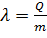 λ = Q/m